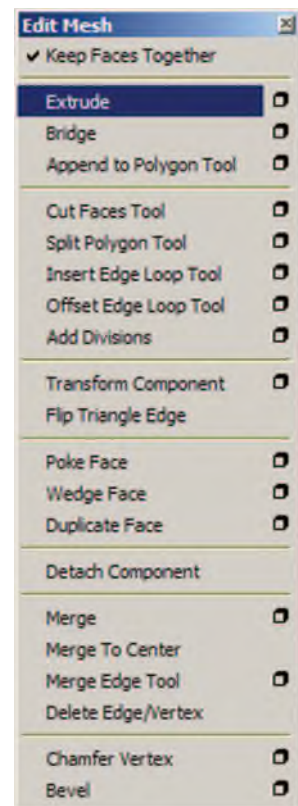 Edit Mesh
Keep Faces Together
Extrude
Bridge
Append to Polygon Tool
Cut Faces Tool
Split Polygon Tool
Insert Edge Loop Tool
Offset Edge Loop Tool
Add Divisions
Transform Component
Flip Triangle Edge
Poke Face
Wedge Face
Duplicate Face
Detach Component
Merge
Merge To Center
Merge Edge Tool
Delete Edge/Vertex
Chamfer Vertex
Bevel